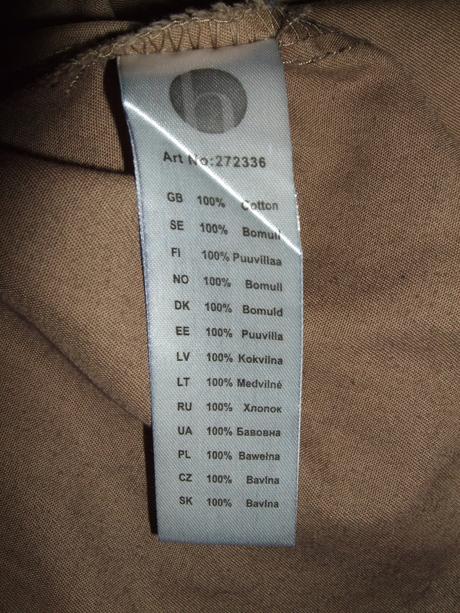 h
Art No:272336
GB 100% Cotton
SE 100% Bomull
FI 100% Puuvillaa
NO 100% Bomull
DK 100% Bomuld
EE 100% Puuvilla
LV 100% Kokvilna
LT 100% Medvilné
RU 100% Хлопок
UA 100% Бавовна
PL 100% Bawełna
CZ 100% Bavlna
SK 100% Bavlna